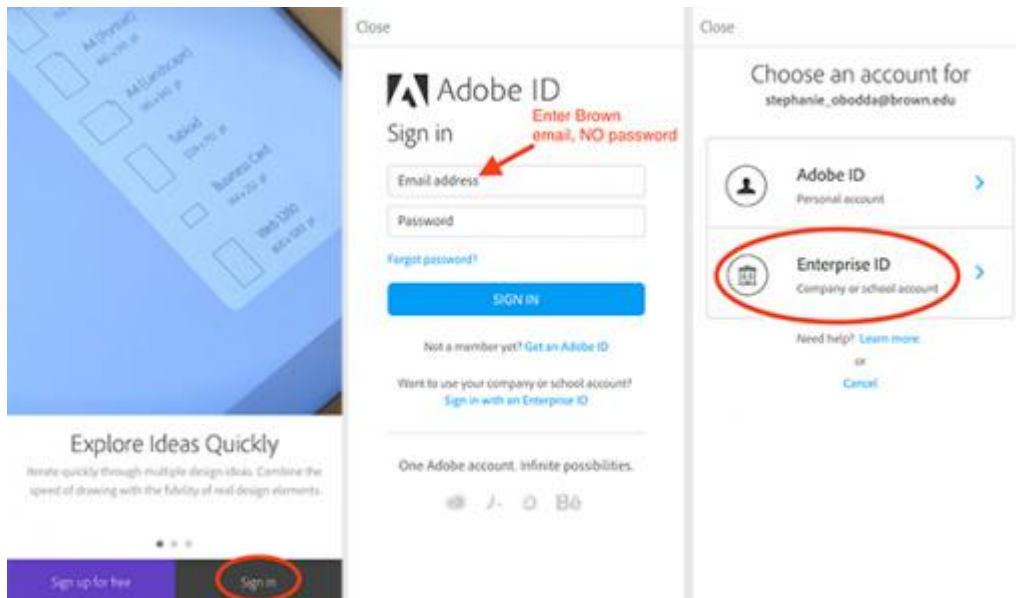 A4 (Portrait)
A4 (Landscape)
Tabloid
Business Card
Web 1280
Explore Ideas Quickly
Iterate quickly through multiple design ideas. Combine the
speed of drawing with the fidelity of real design elements.
Sign up for free
Sign in
Close
Adobe ID
Sign in
Enter Brown
email, NO password
Email address
Password
Forgot password?
SIGN IN
Not a member yet? Get an Adobe ID
Want to use your company or school account?
Sign in with an Enterprise ID
One Adobe account. Infinite possibilities.
Bē
Close
Choose an account for
stephanie_obodda@brown.edu
Adobe ID
Personal account
Enterprise ID
Company or school account
Need help? Learn more
or
Cancel